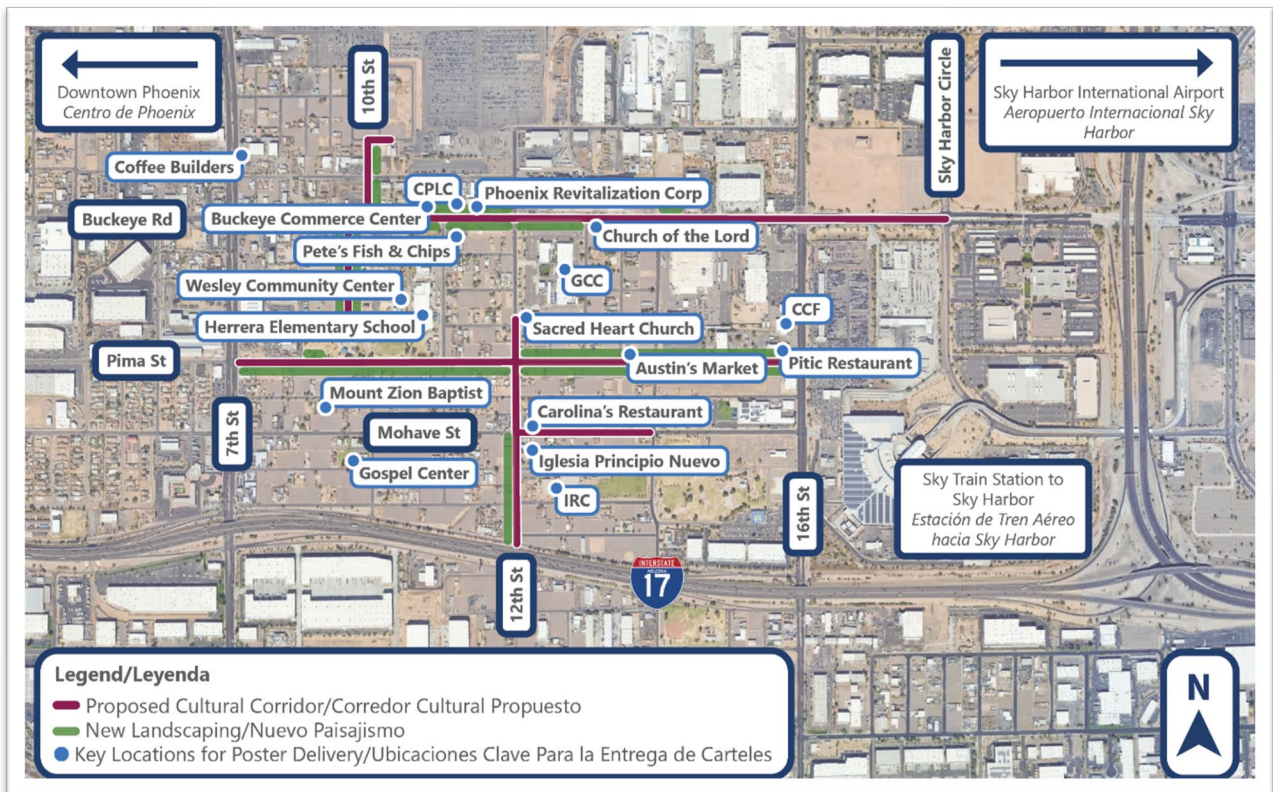 Downtown Phoenix
Centro de Phoenix
10th St
Sky Harbor Circle
Sky Harbor International Airport
Aeropuerto Internacional Sky
Harbor
Coffee Builders
CPLC
Phoenix Revitalization Corp
Buckeye Rd
Buckeye Commerce Center
Church of the Lord
Pete's Fish & Chips
GCC
Wesley Community Center
CCF
Herrera Elementary School
Sacred Heart Church
Pima St
Austin's Market
Pitic Restaurant
Mount Zion Baptist
Carolina's Restaurant
7th St
Mohave St
Iglesia Principio Nuevo
Gospel Center
IRC
16th St
Sky Train Station to
Sky Harbor
Estación de Tren Aéreo
hacia Sky Harbor
12th St
INTERSTATE
ARIZONA
17
Legend/Leyenda
Proposed Cultural Corridor/Corredor Cultural Propuesto
New Landscaping/Nuevo Paisajismo
Key Locations for Poster Delivery/Ubicaciones Clave Para la Entrega de Carteles
N